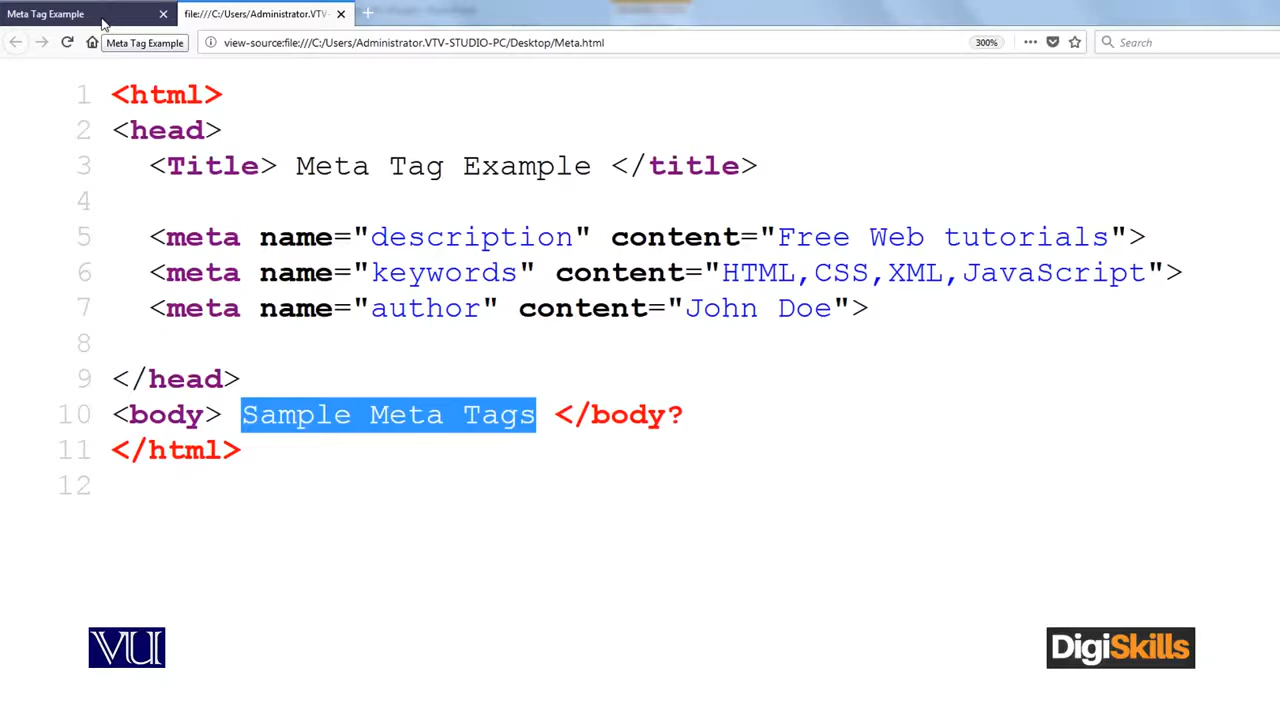 Meta Tag Example
file:///C:/Users/Administrator.VTV-
Meta Tag Example
view-source:file:///C:/Users/Administrator.VTV-STUDIO-PC/Desktop/Meta.html
300%
Search
1 <html>
2 <head>
3 <Title> Meta Tag Example </title>
4
5 <meta name="description" content="Free Web tutorials">
6 <meta name="keywords" content="HTML,CSS,XML,JavaScript">
7 <meta name="author" content="John Doe">
8
9 </head>
10 <body> Sample Meta Tags </body?
11 </html>
12
VU
DigiSkills